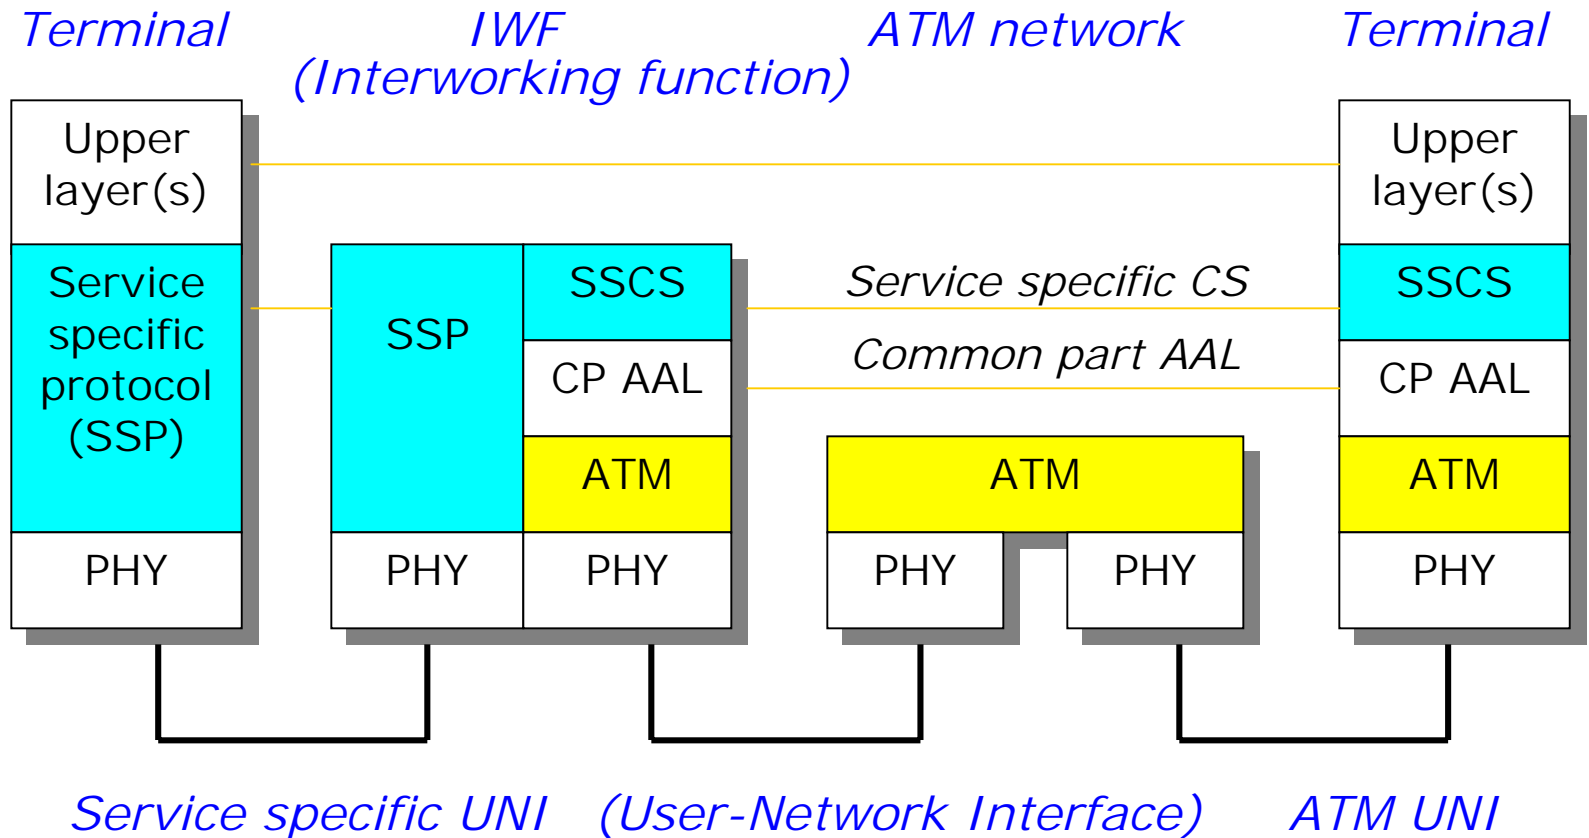 Terminal
IWF
(Interworking function)
ATM network
Terminal
Upper
layer(s)
Service
specific
protocol
(SSP)
PHY
SSP
PHY
SSCS
CP AAL
ATM
PHY
Service specific CS
Common part AAL
ATM
PHY
PHY
Upper
layer(s)
SSCS
CP AAL
ATM
PHY
Service specific UNI
(User-Network Interface)
ATM UNI